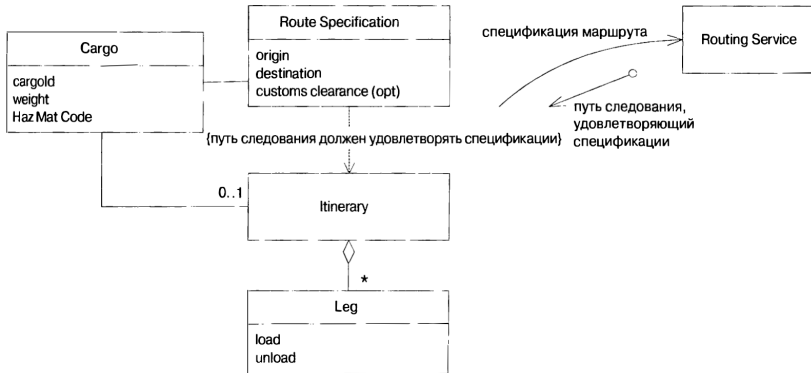 Route Specification
origin
destination
customs clearance (opt)
Cargo
cargoId
weight
Haz Mat Code
спецификация маршрута
Routing Service
путь следования,
удовлетворяющий
спецификации
{путь следования должен удовлетворять спецификации}
0..1
Itinerary
*
Leg
load
unload